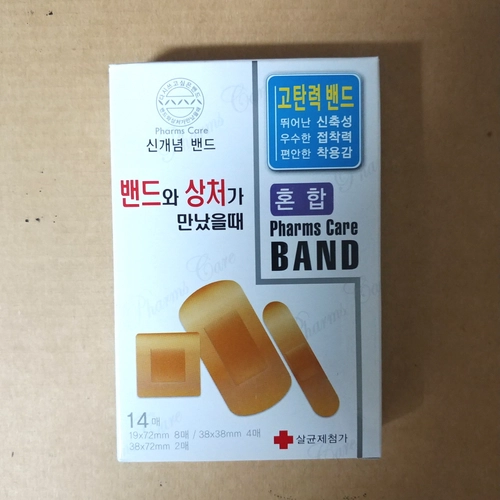 Pharms Care
신개념 밴드
고탄력 밴드
뛰어난 신축성
우수한 접착력
편안한 착용감
밴드와 상처가
만났을때
혼합
Pharms Care
BAND
14매
19x72mm 8매 / 38x38mm 4매
38x72mm 2매
살균제첨가